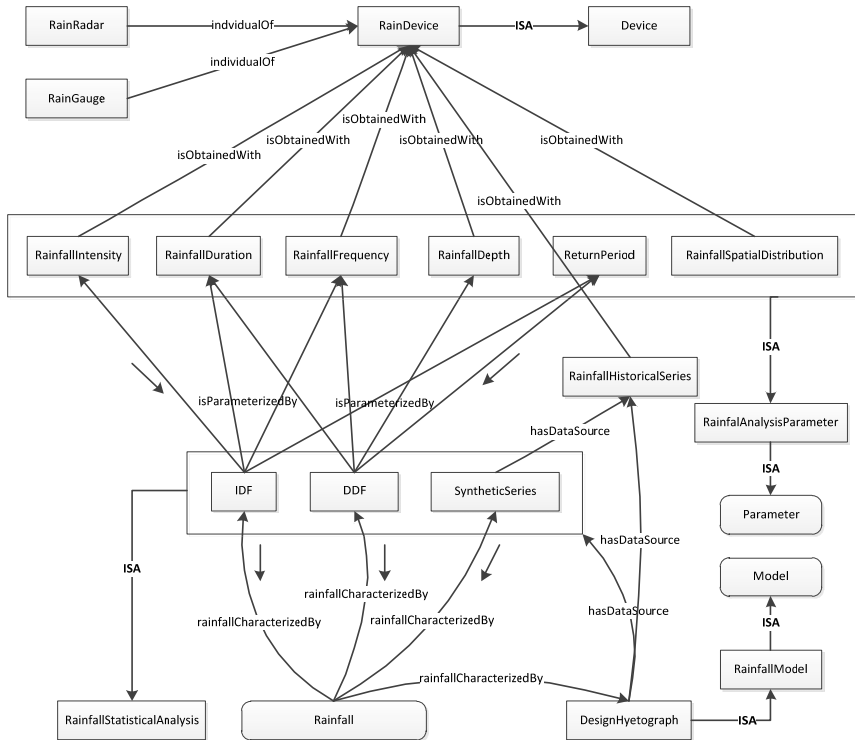 RainRadar
indvidualOf
RainDevice
ISA
Device
individualOf
RainGauge
isObtainedWith
isObtainedWith
isObtainedWith
isObtainedWith
isObtainedWith
isObtainedWith
RainfallIntensity
RainfallDuration
RainfallFrequency
RainfallDepth
ReturnPeriod
RainfallSpatialDistribution
ISA
RainfallHistoricalSeries
isParameterizedBy
isParameterizedBy
RainfalAnalysisParameter
hasDataSource
ISA
IDF
DDF
SyntheticSeries
Parameter
hasDataSource
ISA
Model
rainfallCharacterizedBy
rainfallCharacterizedBy
rainfallCharacterizedBy
hasDataSource
ISA
RainfallModel
rainfallCharacterizedBy
RainfallStatisticalAnalysis
Rainfall
DesignHyetograph
ISA